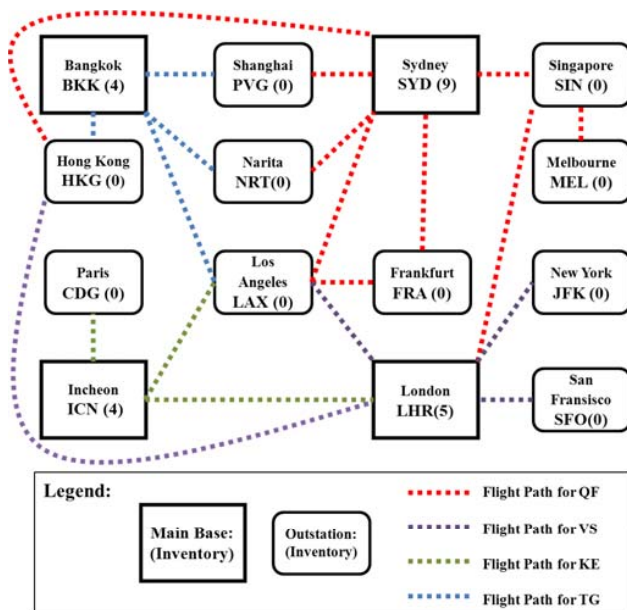 Bangkok
BKK (4)
Shanghai
PVG (0)
Sydney
SYD (9)
Singapore
SIN (0)
Hong Kong
HKG (0)
Narita
NRT(0)
Melbourne
MEL (0)
Paris
CDG (0)
Los
Angeles
LAX (0)
Frankfurt
FRA (0)
New York
JFK (0)
Incheon
ICN (4)
London
LHR(5)
San
Fransisco
SFO(0)
Legend:
Main Base:
(Inventory)
Outstation:
(Inventory)
Flight Path for QF
Flight Path for VS
Flight Path for KE
Flight Path for TG